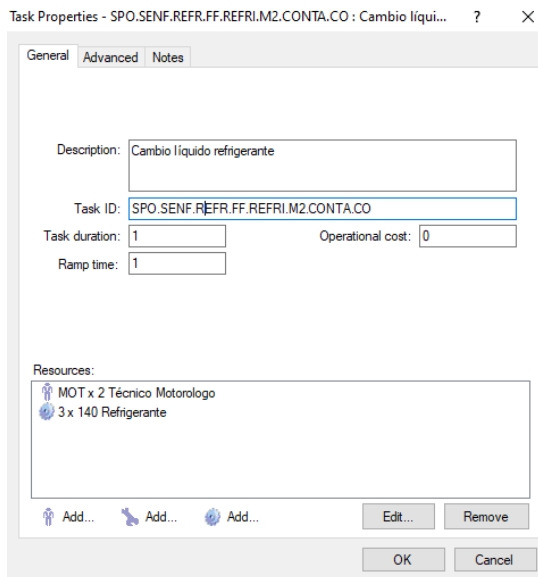 Task Properties - SPO.SENF.REFR.FF.REFRI.M2.CONTA.CO : Cambio líqui... ? ×
General Advanced Notes
Description: Cambio líquido refrigerante
Task ID: SPO.SENF.REFR.FF.REFRI.M2.CONTA.CO
Task duration: 1 Operational cost: 0
Ramp time: 1
Resources:
MOT x 2 Técnico Motorologo
3 x 140 Refrigerante
Add... Add... Add... Edit... Remove
OK Cancel